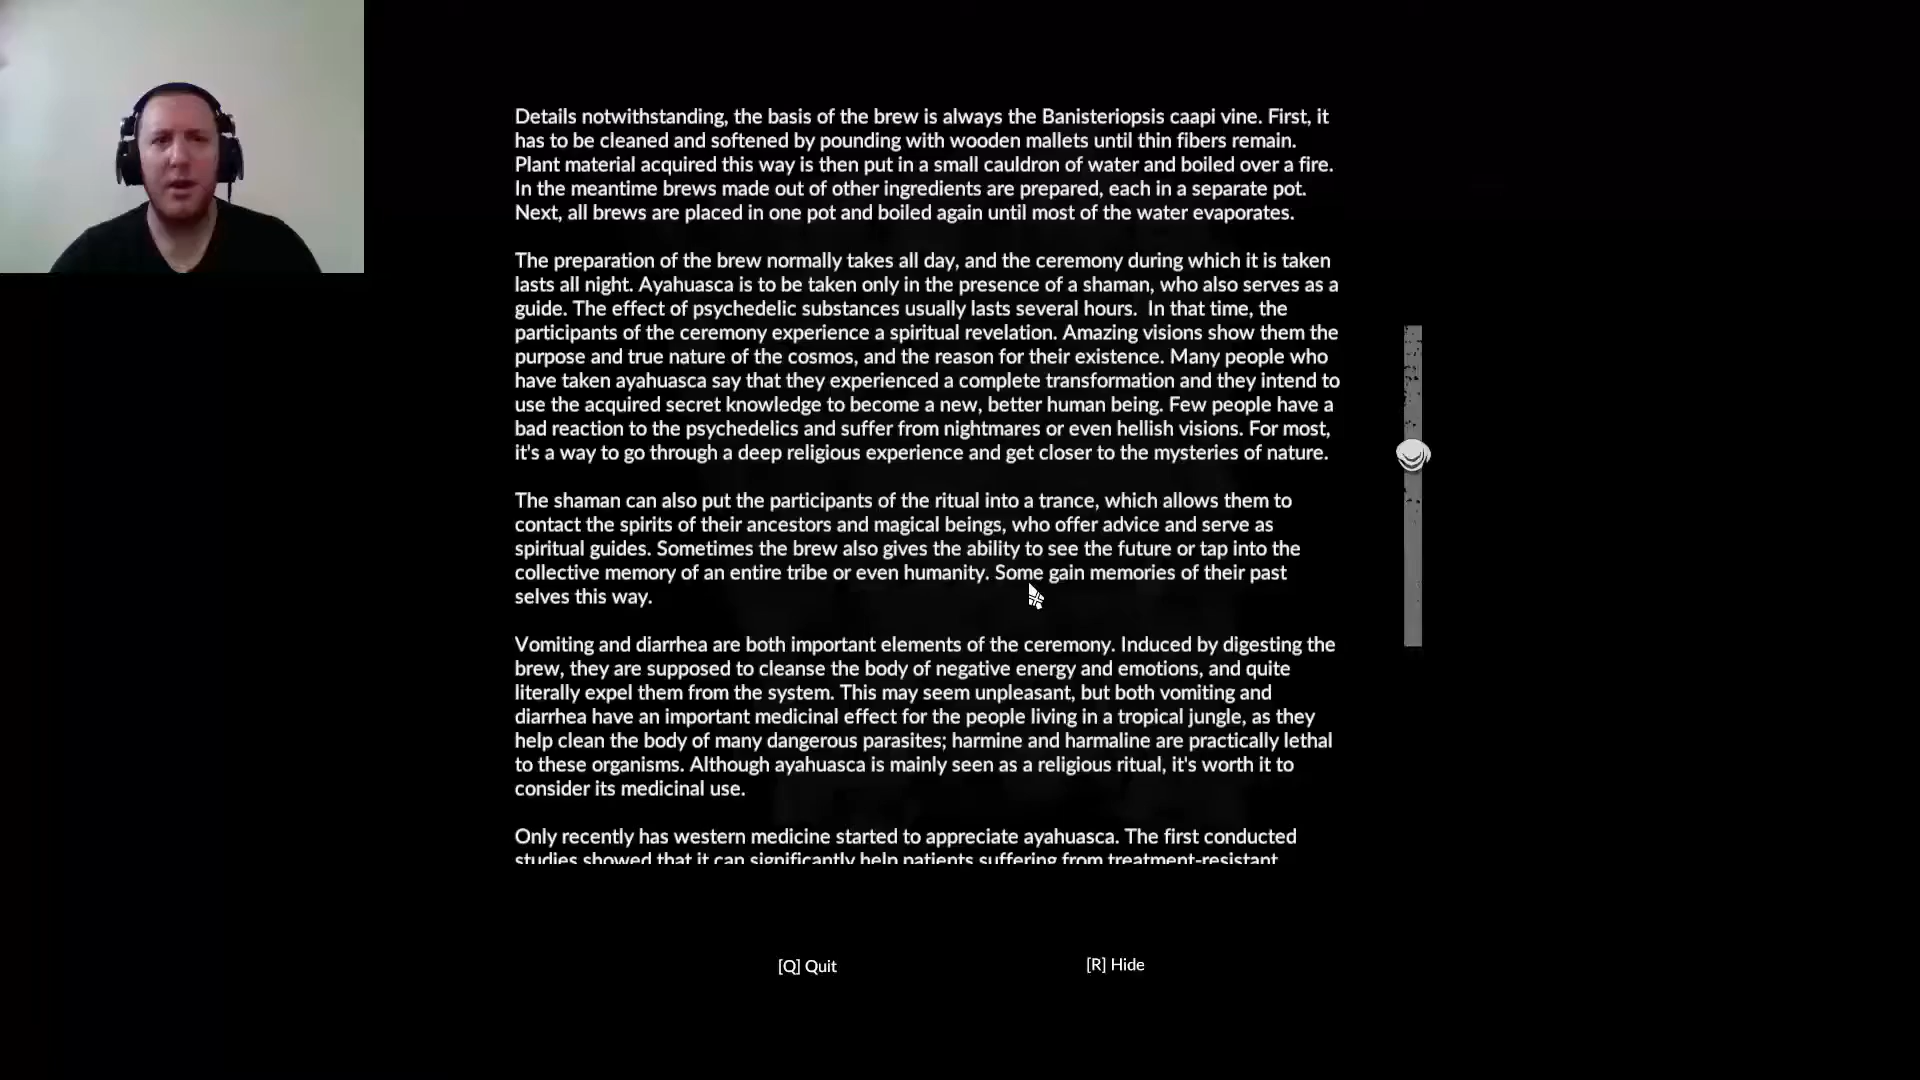 Details notwithstanding, the basis of the brew is always the Banisteriopsis caapi vine. First, it
has to be cleaned and softened by pounding with wooden mallets until thin fibers remain.
Plant material acquired this way is then put in a small cauldron of water and boiled over a fire.
In the meantime brews made out of other ingredients are prepared, each in a separate pot.
Next, all brews are placed in one pot and boiled again until most of the water evaporates.
The preparation of the brew normally takes all day, and the ceremony during which it is taken
lasts all night. Ayahuasca is to be taken only in the presence of a shaman, who also serves as a
guide. The effect of psychedelic substances usually lasts several hours.  In that time, the
participants of the ceremony experience a spiritual revelation. Amazing visions show them the
purpose and true nature of the cosmos, and the reason for their existence. Many people who
have taken ayahuasca say that they experienced a complete transformation and they intend to
use the acquired secret knowledge to become a new, better human being. Few people have a
bad reaction to the psychedelics and suffer from nightmares or even hellish visions. For most,
it's a way to go through a deep religious experience and get closer to the mysteries of nature.
The shaman can also put the participants of the ritual into a trance, which allows them to
contact the spirits of their ancestors and magical beings, who offer advice and serve as
spiritual guides. Sometimes the brew also gives the ability to see the future or tap into the
collective memory of an entire tribe or even humanity. Some gain memories of their past
selves this way.
Vomiting and diarrhea are both important elements of the ceremony. Induced by digesting the
brew, they are supposed to cleanse the body of negative energy and emotions, and quite
literally expel them from the system. This may seem unpleasant, but both vomiting and
diarrhea have an important medicinal effect for the people living in a tropical jungle, as they
help clean the body of many dangerous parasites; harmine and harmaline are practically lethal
to these organisms. Although ayahuasca is mainly seen as a religious ritual, it's worth it to
consider its medicinal use.
Only recently has western medicine started to appreciate ayahuasca. The first conducted
studies showed that it can significantly help patients suffering from treatment-resistant
[Q] Quit
[R] Hide